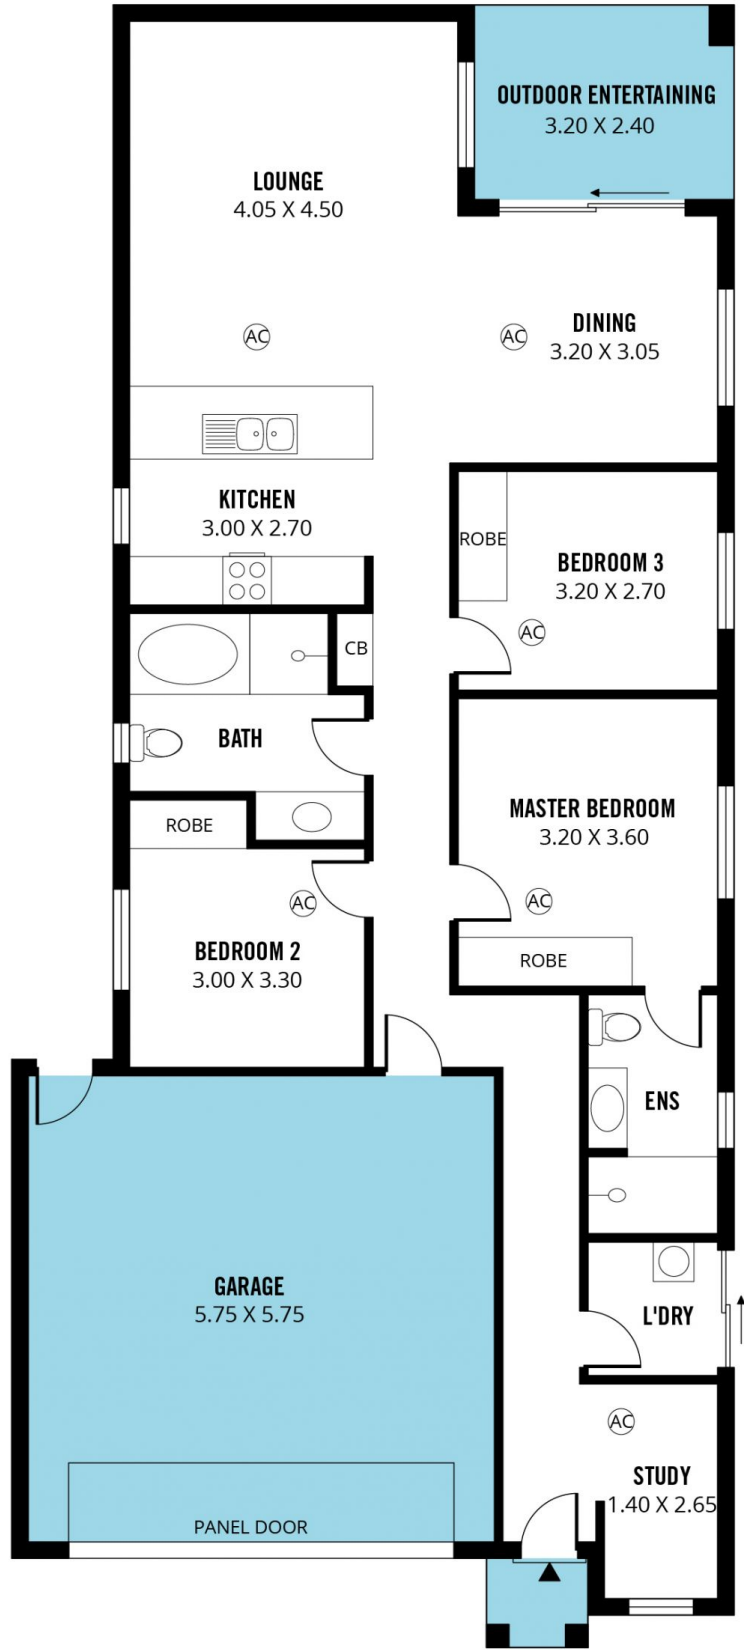 OUTDOOR ENTERTAINING
3.20 X 2.40
LOUNGE
4.05 X 4.50
AC
AC
DINING
3.20 X 3.05
KITCHEN
3.00 X 2.70
ROBE
BEDROOM 3
3.20 X 2.70
AC
CB
BATH
ROBE
MASTER BEDROOM
3.20 X 3.60
AC
AC
BEDROOM 2
3.00 X 3.30
ROBE
ENS
GARAGE
5.75 X 5.75
L'DRY
AC
STUDY
1.40 X 2.65
PANEL DOOR